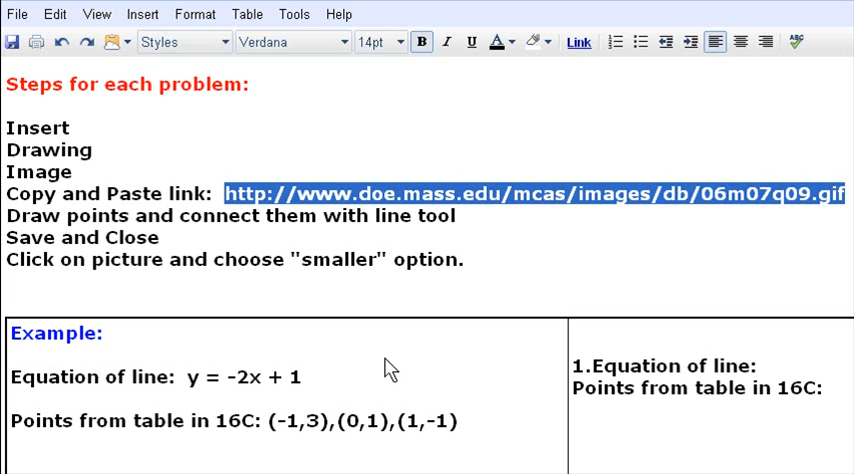 File Edit View Insert Format Table Tools Help
Styles Verdana 14pt B I U A Link ABC
Steps for each problem:
Insert
Drawing
Image
Copy and Paste link: http://www.doe.mass.edu/mcas/images/db/06m07q09.gif
Draw points and connect them with line tool
Save and Close
Click on picture and choose "smaller" option.
Example:
Equation of line: y = -2x + 1
Points from table in 16C: (-1,3),(0,1),(1,-1)
1.Equation of line:
Points from table in 16C: